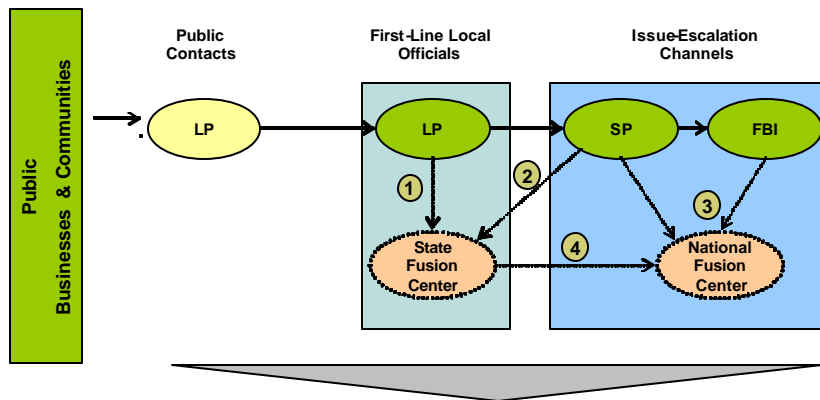 Public
Contacts
First-Line Local
Officials
Issue-Escalation
Channels
Public
Businesses & Communities
LP
LP
SP
FBI
1
2
3
4
State
Fusion
Center
National
Fusion
Center